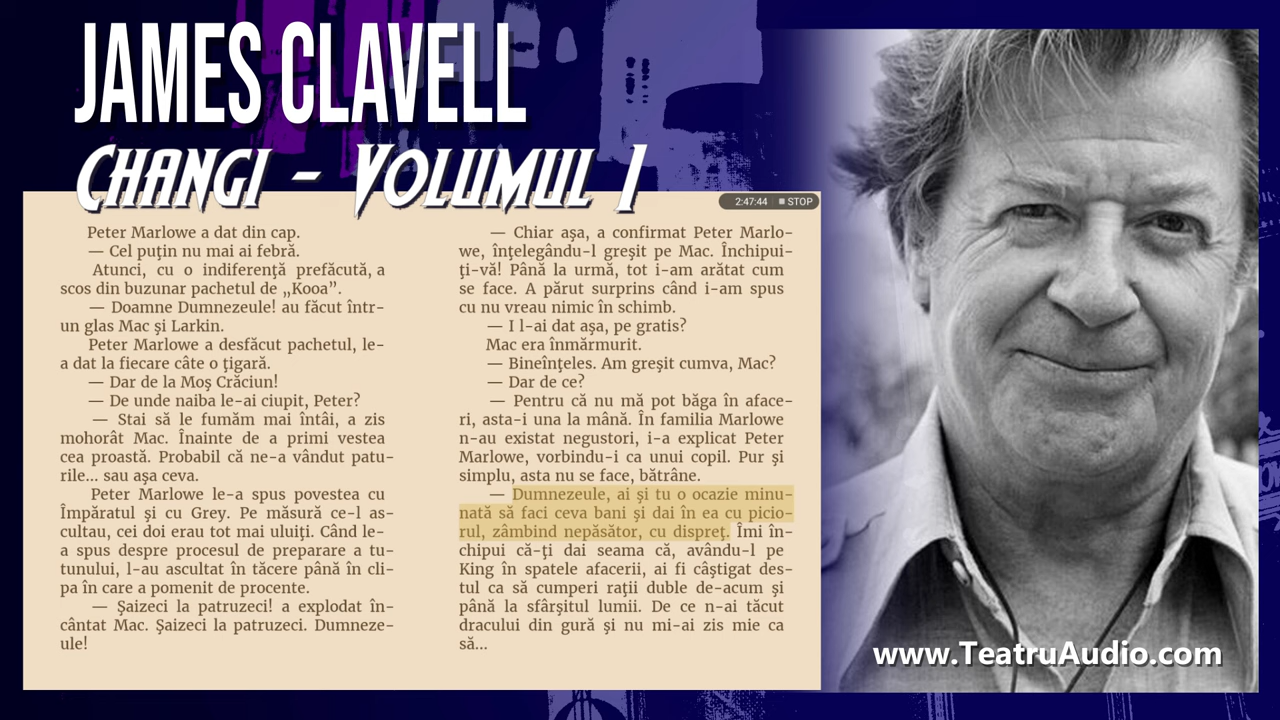 JAMES CLAVELL
CHANGI - VOLUMUL I
2:47:44 STOP
Peter Marlowe a dat din cap.
— Cel puţin nu mai ai febră.
Atunci, cu o indiferenţă prefăcută, a
scos din buzunar pachetul de „Kooa”.
— Doamne Dumnezeule! au făcut într-
un glas Mac şi Larkin.
Peter Marlowe a desfăcut pachetul, le-
a dat la fiecare câte o ţigară.
— Dar de la Moş Crăciun!
— De unde naiba le-ai ciupit, Peter?
— Stai să le fumăm mai întâi, a zis
mohorât Mac. Înainte de a primi vestea
cea proastă. Probabil că ne-a vândut patu-
rile... sau aşa ceva.
Peter Marlowe le-a spus povestea cu
Împăratul şi cu Grey. Pe măsură ce-l as-
cultau, cei doi erau tot mai uluiţi. Când le-
a spus despre procesul de preparare a tu-
tunului, l-au ascultat în tăcere până în cli-
pa în care a pomenit de procente.
— Şaizeci la patruzeci! a explodat în-
cântat Mac. Şaizeci la patruzeci. Dumneze-
ule!
— Chiar aşa, a confirmat Peter Marlo-
we, înţelegându-l greşit pe Mac. Închipui-
ţi-vă! Până la urmă, tot i-am arătat cum
se face. A părut surprins când i-am spus
cu nu vreau nimic în schimb.
— I l-ai dat aşa, pe gratis?
Mac era înmărmurit.
— Bineînţeles. Am greşit cumva, Mac?
— Dar de ce?
— Pentru că nu mă pot băga în aface-
ri, asta-i una la mână. În familia Marlowe
n-au existat negustori, i-a explicat Peter
Marlowe, vorbindu-i ca unui copil. Pur şi
simplu, asta nu se face, bătrâne.
— Dumnezeule, ai şi tu o ocazie minu-
nată să faci ceva bani şi dai în ea cu picio-
rul, zâmbind nepăsător, cu dispreţ. Îmi în-
chipui că-ţi dai seama că, avându-l pe
King în spatele afacerii, ai fi câştigat des-
tul ca să cumperi raţii duble de-acum şi
până la sfârşitul lumii. De ce n-ai tăcut
dracului din gură şi nu mi-ai zis mie ca
să...
www.TeatruAudio.com